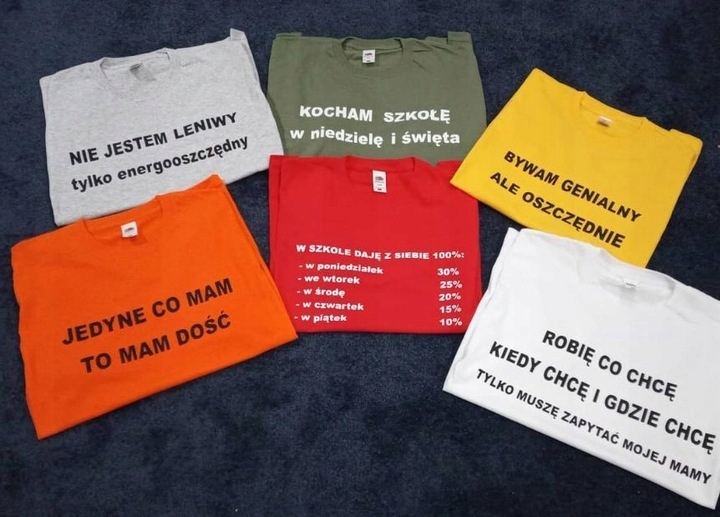 NIE JESTEM LENIWY
tylko energooszczędny
KOCHAM SZKOŁĘ
w niedzielę i święta
BYWAM GENIALNY
ALE OSZCZĘDNIE
JEDYNE CO MAM
TO MAM DOŚĆ
W SZKOLE DAJĘ Z SIEBIE 100%:
- w poniedziałek 30%
- we wtorek 25%
- w środę 20%
- w czwartek 15%
- w piątek 10%
ROBIĘ CO CHCĘ
KIEDY CHCĘ I GDZIE CHCĘ
TYLKO MUSZĘ ZAPYTAĆ MOJEJ MAMY